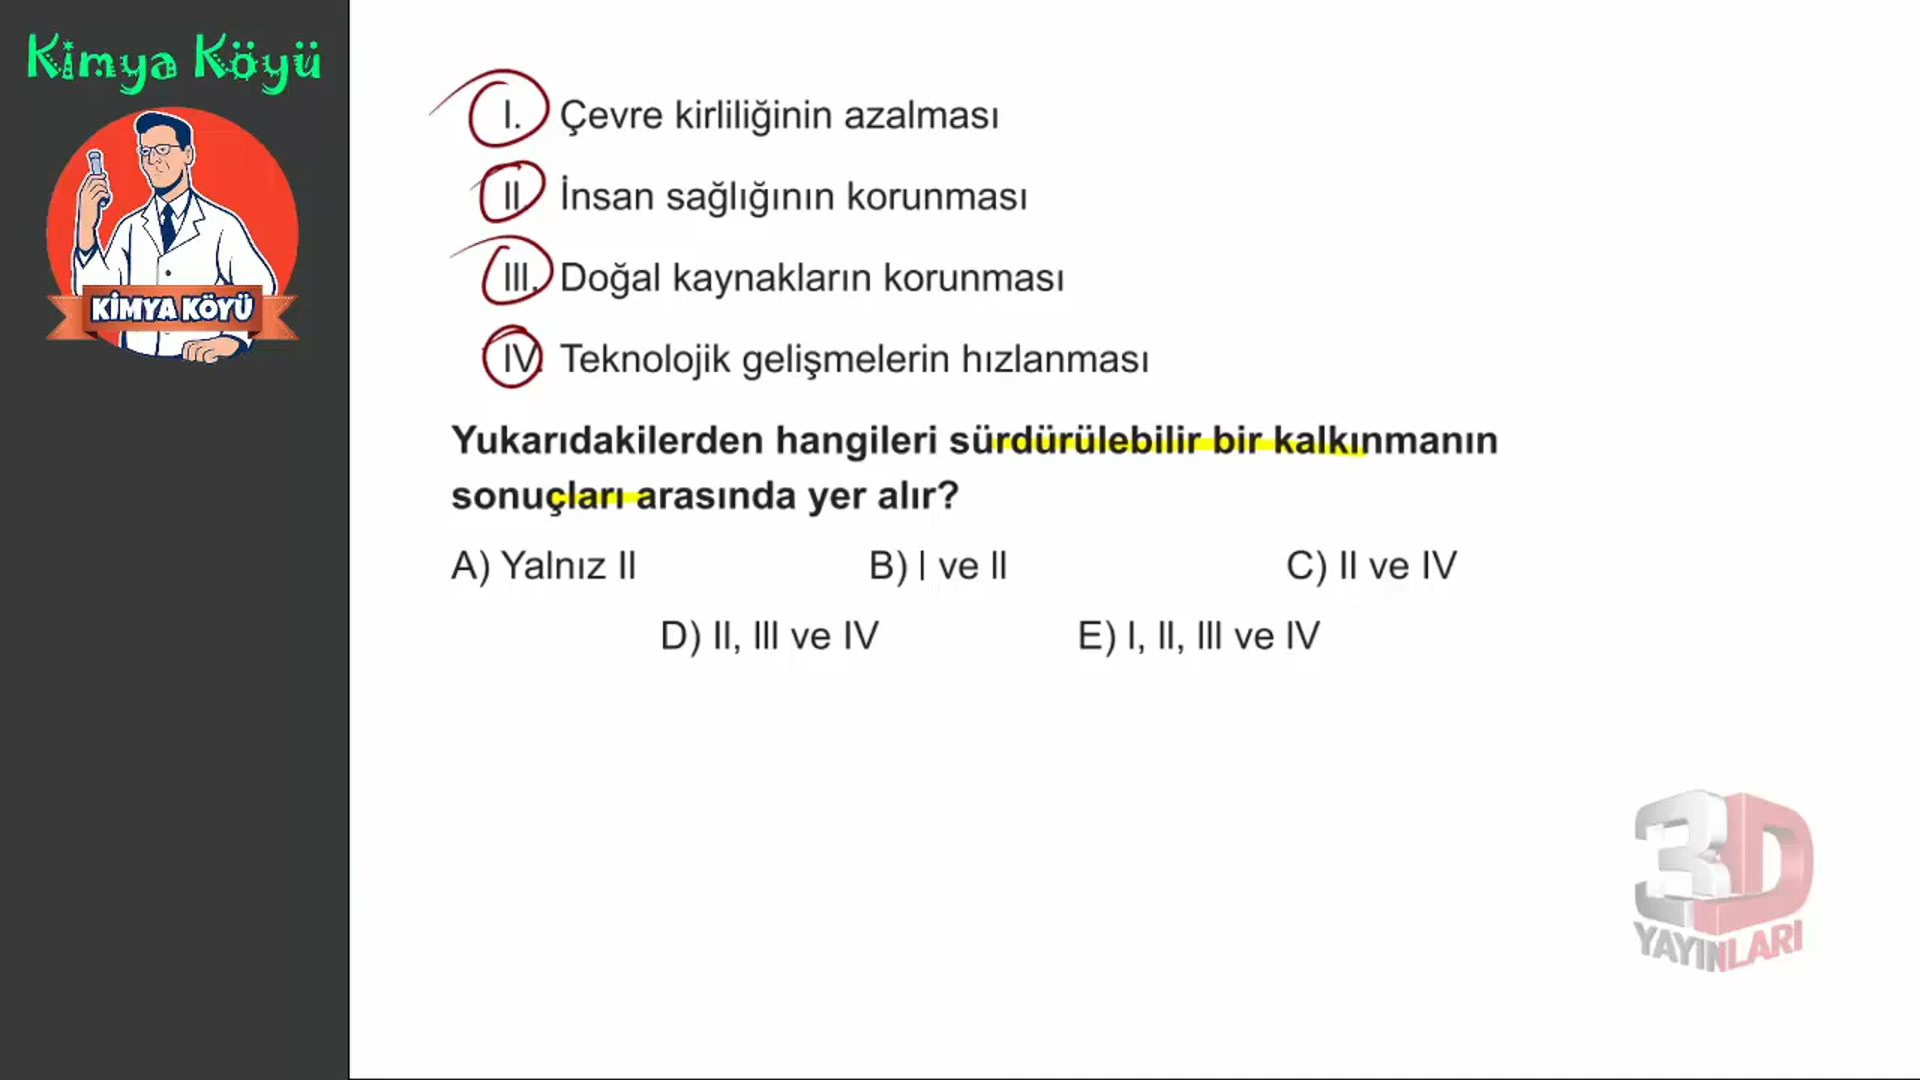 Kimya Köyü
KİMYA KÖYÜ
I. Çevre kirliliğinin azalması
II. İnsan sağlığının korunması
III. Doğal kaynakların korunması
IV. Teknolojik gelişmelerin hızlanması
Yukarıdakilerden hangileri sürdürülebilir bir kalkınmanın
sonuçları arasında yer alır?
A) Yalnız II B) I ve II C) II ve IV
D) II, III ve IV E) I, II, III ve IV
3D
YAYINLARI